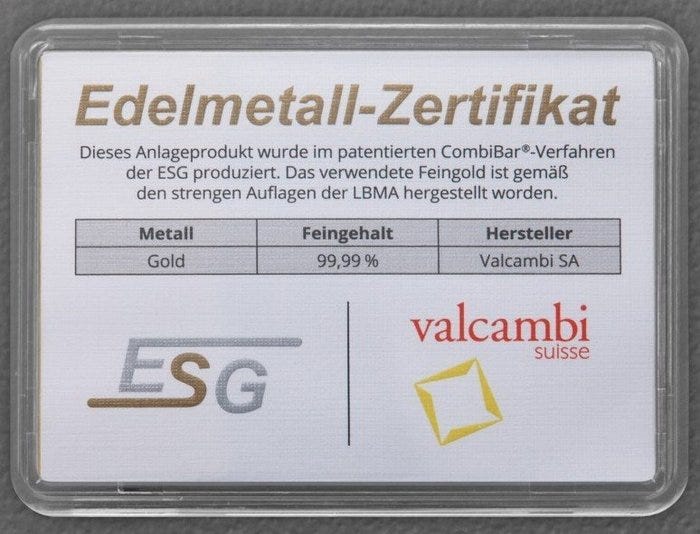 Edelmetall-Zertifikat
Dieses Anlageprodukt wurde im patentierten CombiBar®-Verfahren
der ESG produziert. Das verwendete Feingold ist gemäß
den strengen Auflagen der LBMA hergestellt worden.
Metall Feingehalt Hersteller
Gold 99,99 % Valcambi SA
ESG
valcambi
suisse